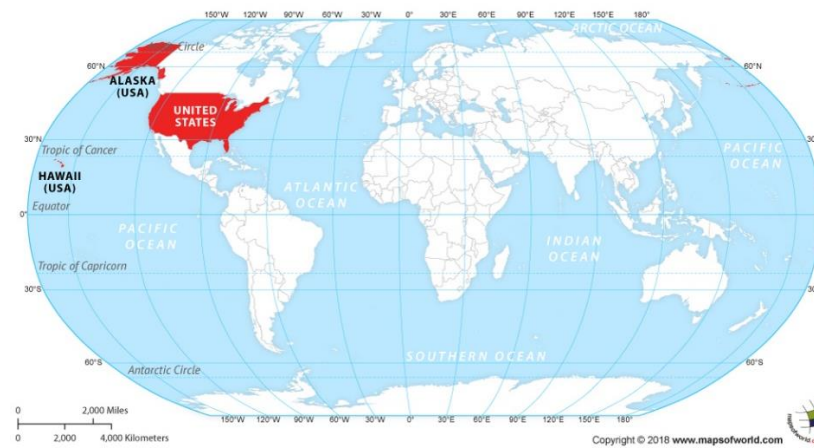 150°W 120°W 90°W 60°W 30°W 0° 30°E 60°E 90°E 120°E 150°E 180°
ARCTIC OCEAN
Circle
60°N 60°N
ALASKA
(USA)
UNITED
STATES
30°N 30°N
Tropic of Cancer
PACIFIC
OCEAN
HAWAII
(USA)
ATLANTIC
OCEAN
Equator
0° 0°
PACIFIC
OCEAN
INDIAN
OCEAN
Tropic of Capricorn
30°S 30°S
SOUTHERN OCEAN
60°S 60°S
Antarctic Circle
0 2,000 Miles
0 2,000 4,000 Kilometers
150°W 120°W 90°W 60°W 30°W 0° 30°E 60°E 90°E 120°E 150°E 180°
Copyright © 2018 www.mapsofworld.com